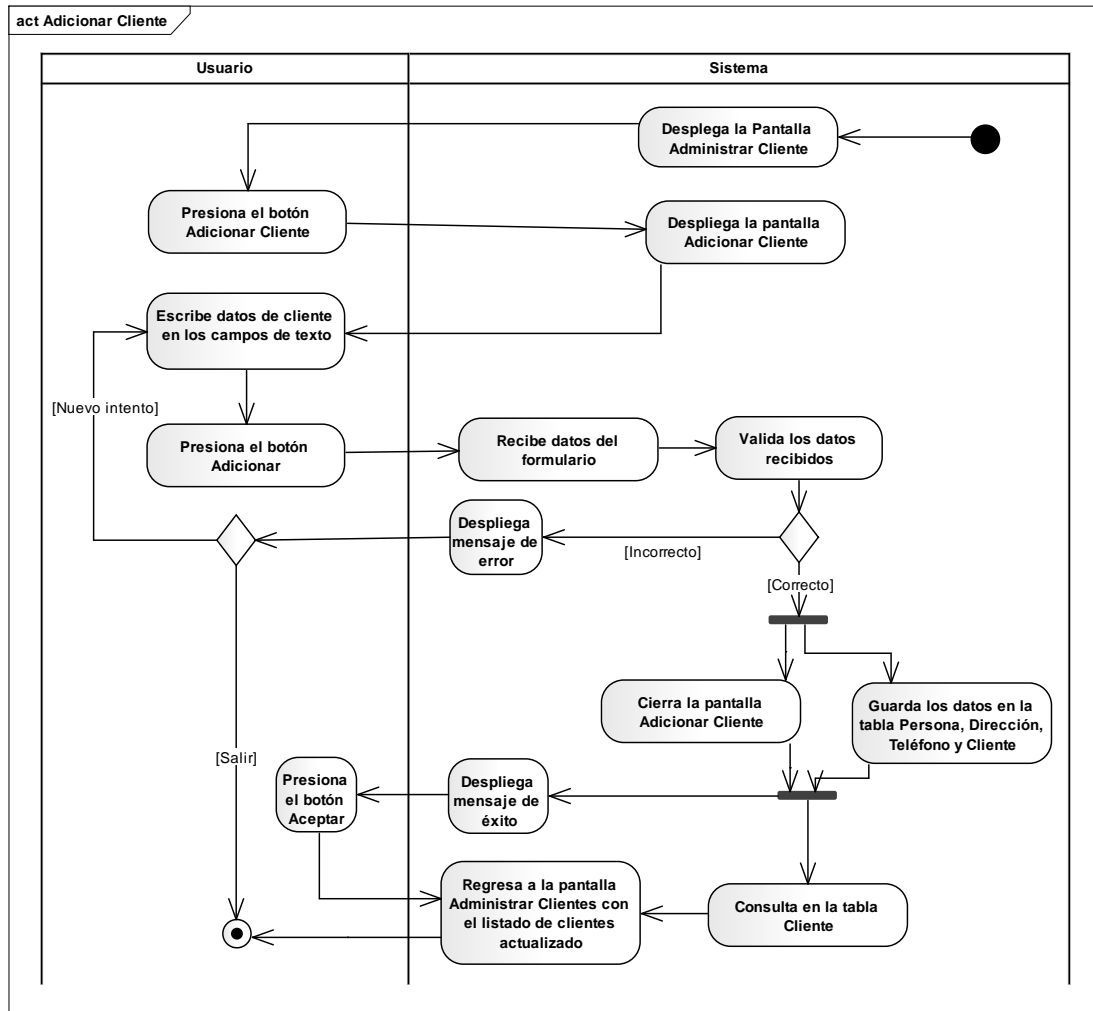 act Adicionar Cliente
Usuario
Sistema
Desplega la Pantalla
Administrar Cliente
Presiona el botón
Adicionar Cliente
Despliega la pantalla
Adicionar Cliente
Escribe datos de cliente
en los campos de texto
[Nuevo intento]
Presiona el botón
Adicionar
Recibe datos del
formulario
Valida los datos
recibidos
Despliega
mensaje de
error
[Incorrecto]
[Correcto]
Cierra la pantalla
Adicionar Cliente
Guarda los datos en la
tabla Persona, Dirección,
Teléfono y Cliente
[Salir]
Presiona
el botón
Aceptar
Despliega
mensaje de
éxito
Regresa a la pantalla
Administrar Clientes con
el listado de clientes
actualizado
Consulta en la tabla
Cliente